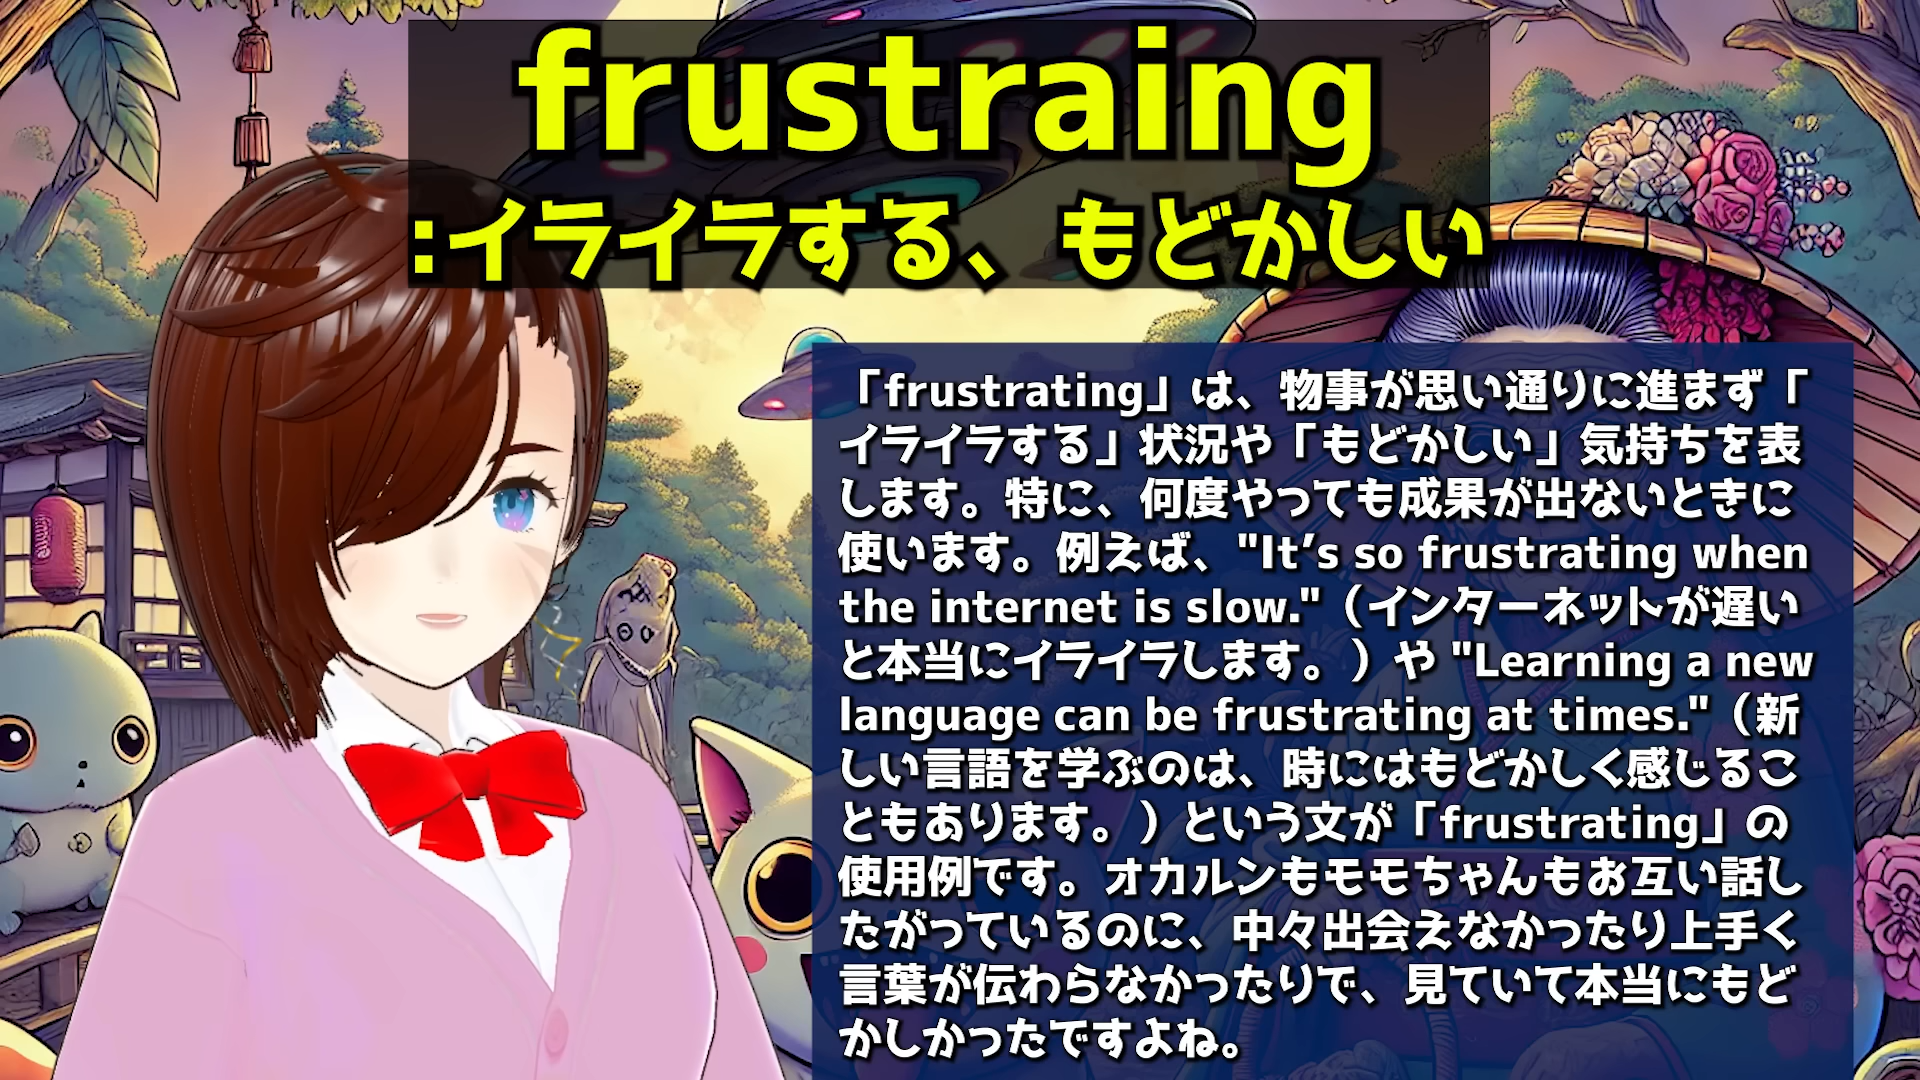 frustraing
:イライラする、もどかしい
「frustrating」は、物事が思い通りに進まず「
イライラする」状況や「もどかしい」気持ちを表
します。特に、何度やっても成果が出ないときに
使います。例えば、"It’s so frustrating when
the internet is slow."（インターネットが遅い
と本当にイライラします。）や "Learning a new
language can be frustrating at times."（新
しい言語を学ぶのは、時にはもどかしく感じるこ
ともあります。）という文が「frustrating」の
使用例です。オカルンもモモちゃんもお互い話し
たがっているのに、中々出会えなかったり上手く
言葉が伝わらなかったりで、見ていて本当にもど
かしかったですよね。